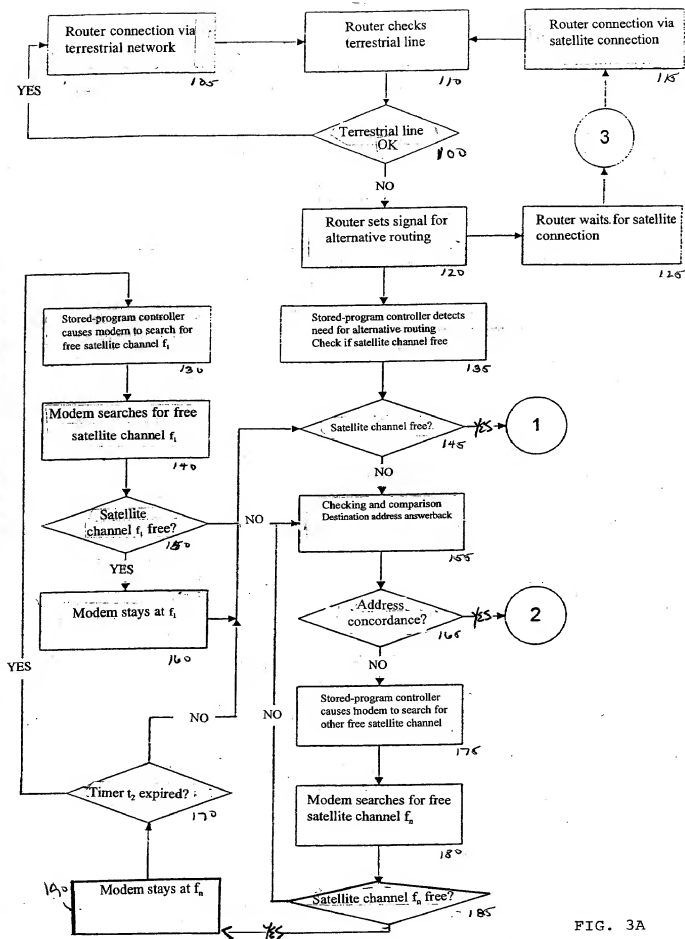 Router connection via
terrestrial network
105
Router checks
terrestrial line
110
Router connection via
satellite connection
115
YES
Terrestrial line
OK
100
3
NO
Router sets signal for
alternative routing
120
Router waits for satellite
connection
125
Stored-program controller
causes modem to search for
free satellite channel f1
130
Stored-program controller detects
need for alternative routing
Check if satellite channel free
135
Modem searches for free
satellite channel f1
140
Satellite channel free?
145
YES
1
NO
Satellite
channel f1 free?
150
NO
Checking and comparison
Destination address answerback
155
YES
Modem stays at f1
160
Address
concordance?
165
YES
2
YES
NO
NO
NO
Stored-program controller
causes modem to search for
other free satellite channel
175
Timer t2 expired?
170
Modem searches for free
satellite channel fn
180
190
Modem stays at fn
Satellite channel fn free?
185
YES
FIG. 3A